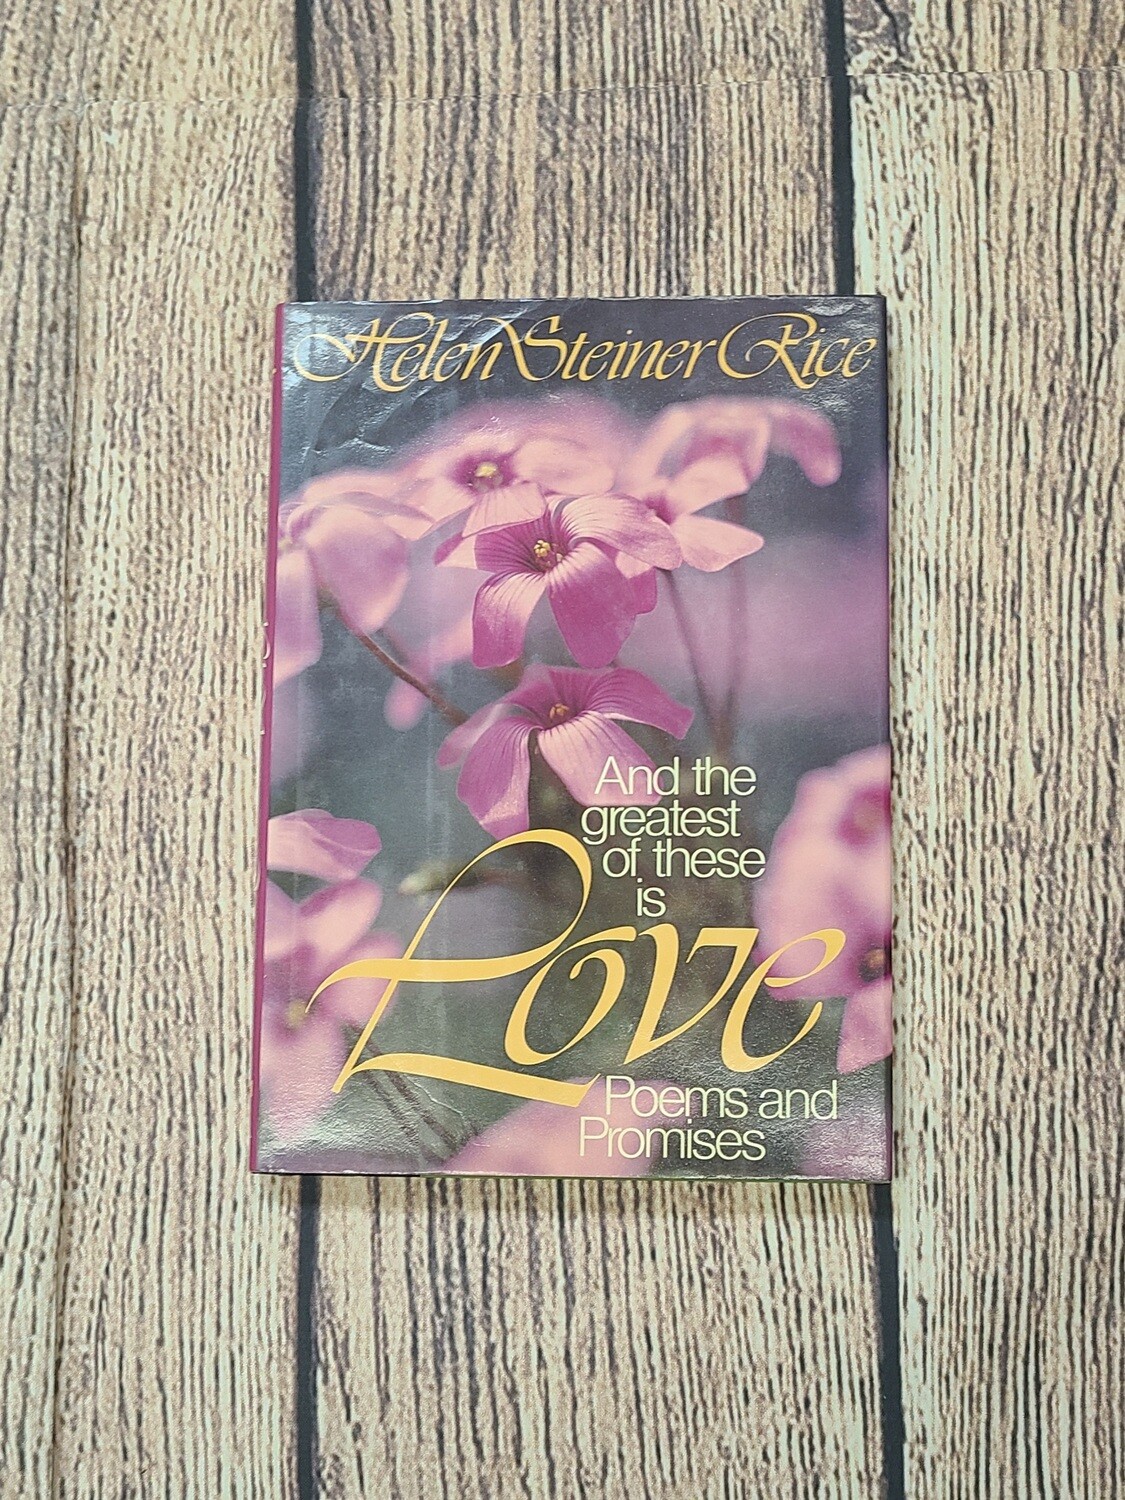 Helen Steiner Rice
And the
greatest
of these
is
Love
Poems and
Promises